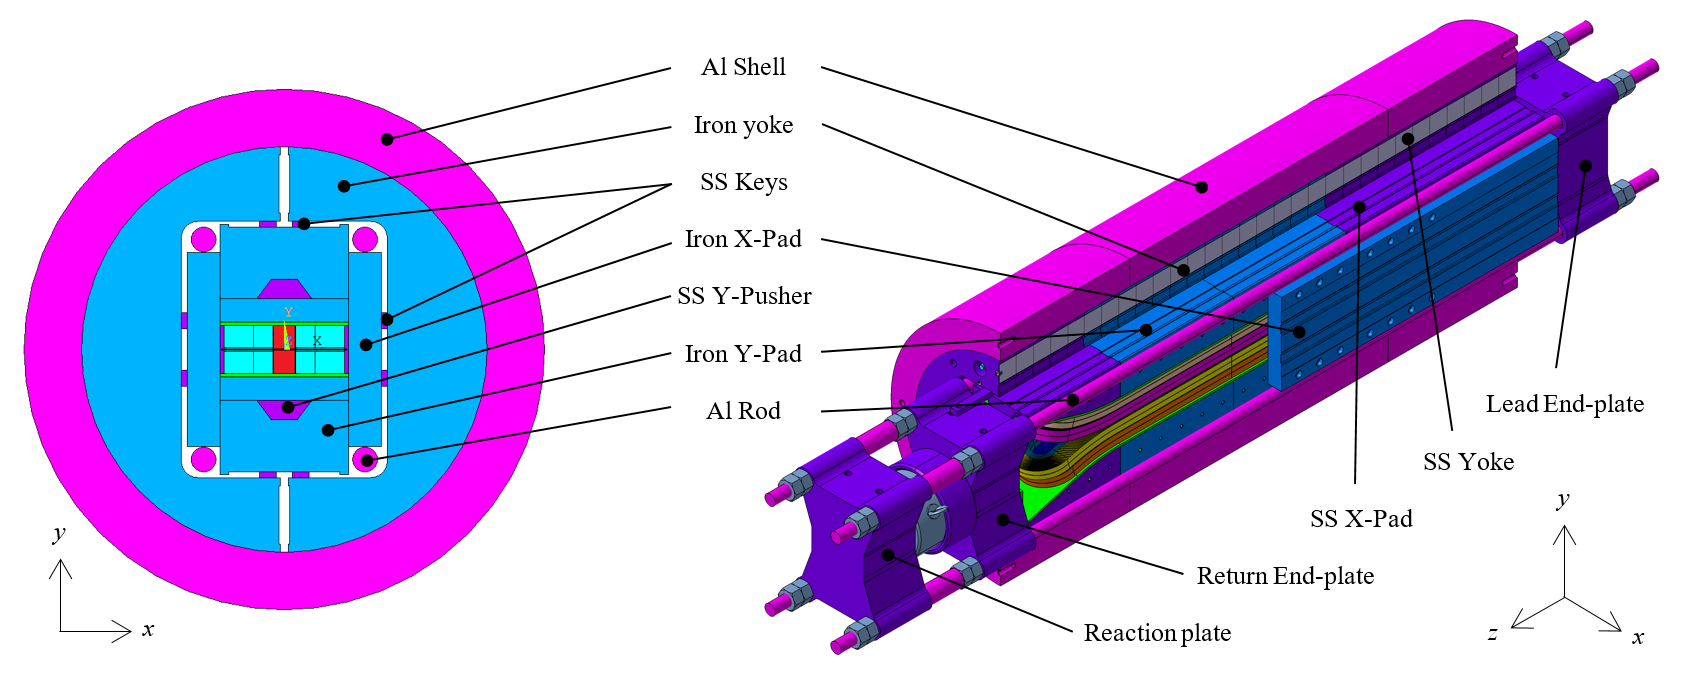 Al Shell
Iron yoke
SS Keys
Iron X-Pad
SS Y-Pusher
Iron Y-Pad
Al Rod
Y
X
y
x
Lead End-plate
SS Yoke
SS X-Pad
Return End-plate
Reaction plate
y
z
x